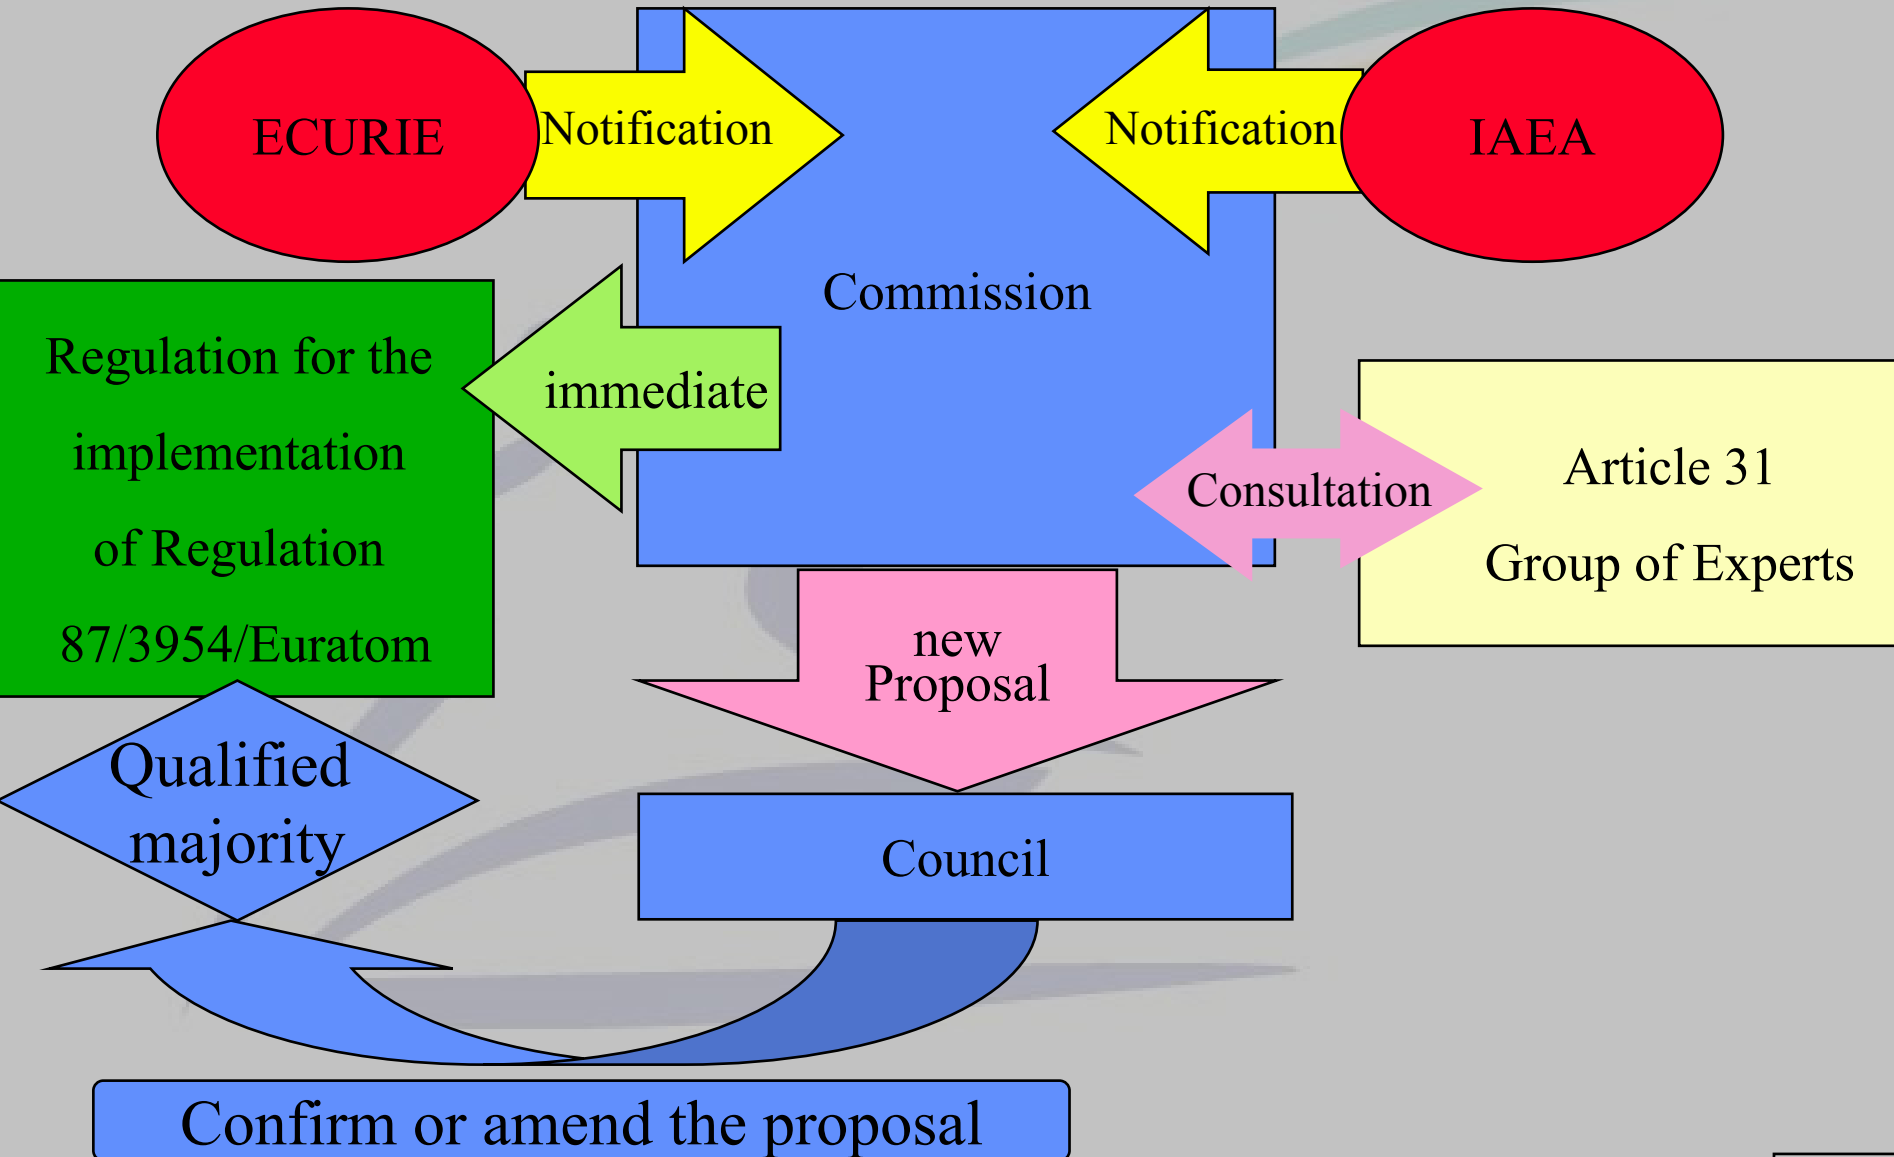 ECURIE
Notification
Notification
IAEA
Commission
Regulation for the
implementation
of Regulation
87/3954/Euratom
immediate
Consultation
Article 31
Group of Experts
new
Proposal
Qualified
majority
Council
Confirm or amend the proposal